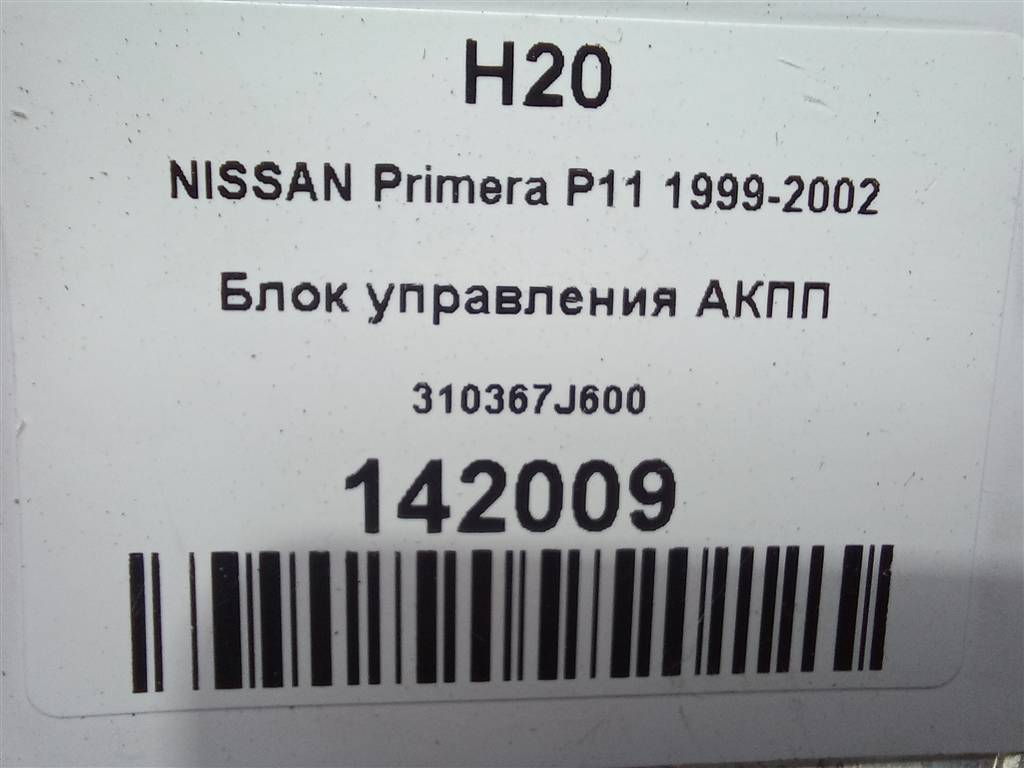 H20
NISSAN Primera P11 1999-2002
Блок управления АКПП
310367J600
142009